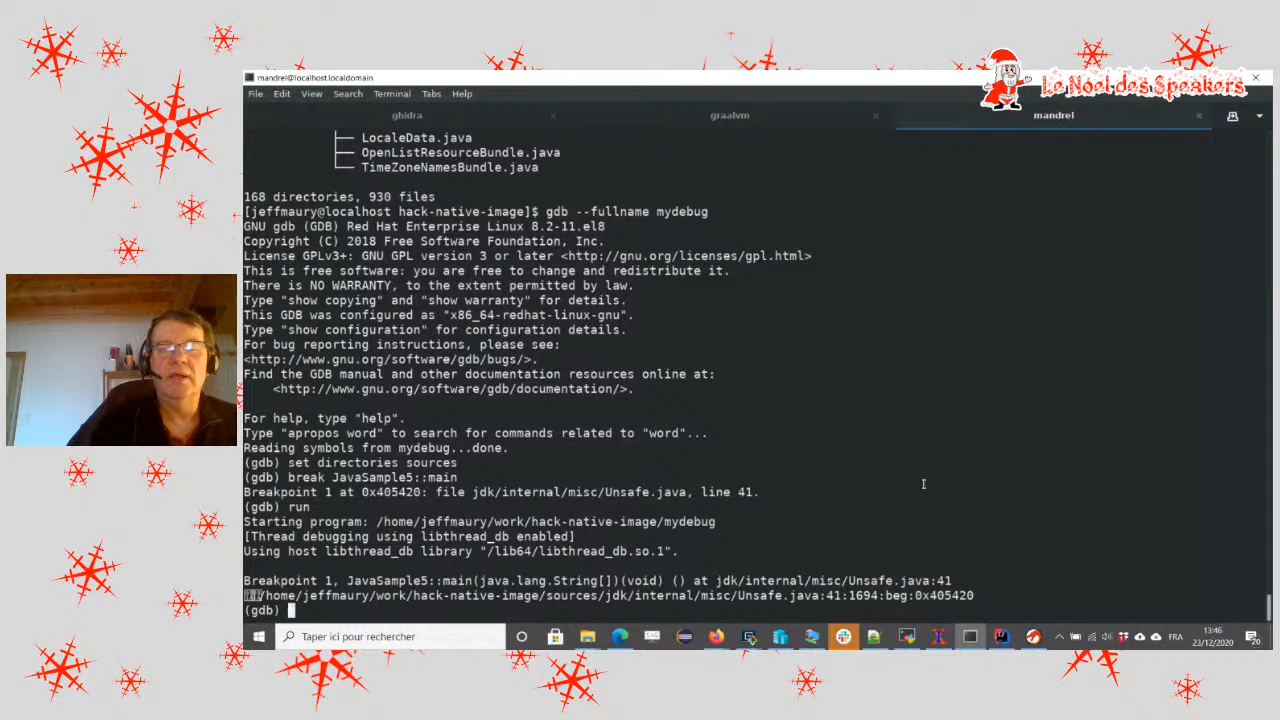 Le Noel des Speakers
mandrel@localhost.localdomain
File Edit View Search Terminal Tabs Help
ghidra
graalvm
mandrel
├── LocaleData.java
├── OpenListResourceBundle.java
└── TimeZoneNamesBundle.java
168 directories, 930 files
[jeffmaury@localhost hack-native-image]$ gdb --fullname mydebug
GNU gdb (GDB) Red Hat Enterprise Linux 8.2-11.el8
Copyright (C) 2018 Free Software Foundation, Inc.
License GPLv3+: GNU GPL version 3 or later <http://gnu.org/licenses/gpl.html>
This is free software: you are free to change and redistribute it.
There is NO WARRANTY, to the extent permitted by law.
Type "show copying" and "show warranty" for details.
This GDB was configured as "x86_64-redhat-linux-gnu".
Type "show configuration" for configuration details.
For bug reporting instructions, please see:
<http://www.gnu.org/software/gdb/bugs/>.
Find the GDB manual and other documentation resources online at:
<http://www.gnu.org/software/gdb/documentation/>.
For help, type "help".
Type "apropos word" to search for commands related to "word"...
Reading symbols from mydebug...done.
(gdb) set directories sources
(gdb) break JavaSample5::main
Breakpoint 1 at 0x405420: file jdk/internal/misc/Unsafe.java, line 41.
(gdb) run
Starting program: /home/jeffmaury/work/hack-native-image/mydebug
[Thread debugging using libthread_db enabled]
Using host libthread_db library "/lib64/libthread_db.so.1".
Breakpoint 1, JavaSample5::main(java.lang.String[])(void) () at jdk/internal/misc/Unsafe.java:41
/home/jeffmaury/work/hack-native-image/sources/jdk/internal/misc/Unsafe.java:41:1694:beg:0x405420
(gdb)
Taper ici pour rechercher
FRA
13:46
23/12/2020
20